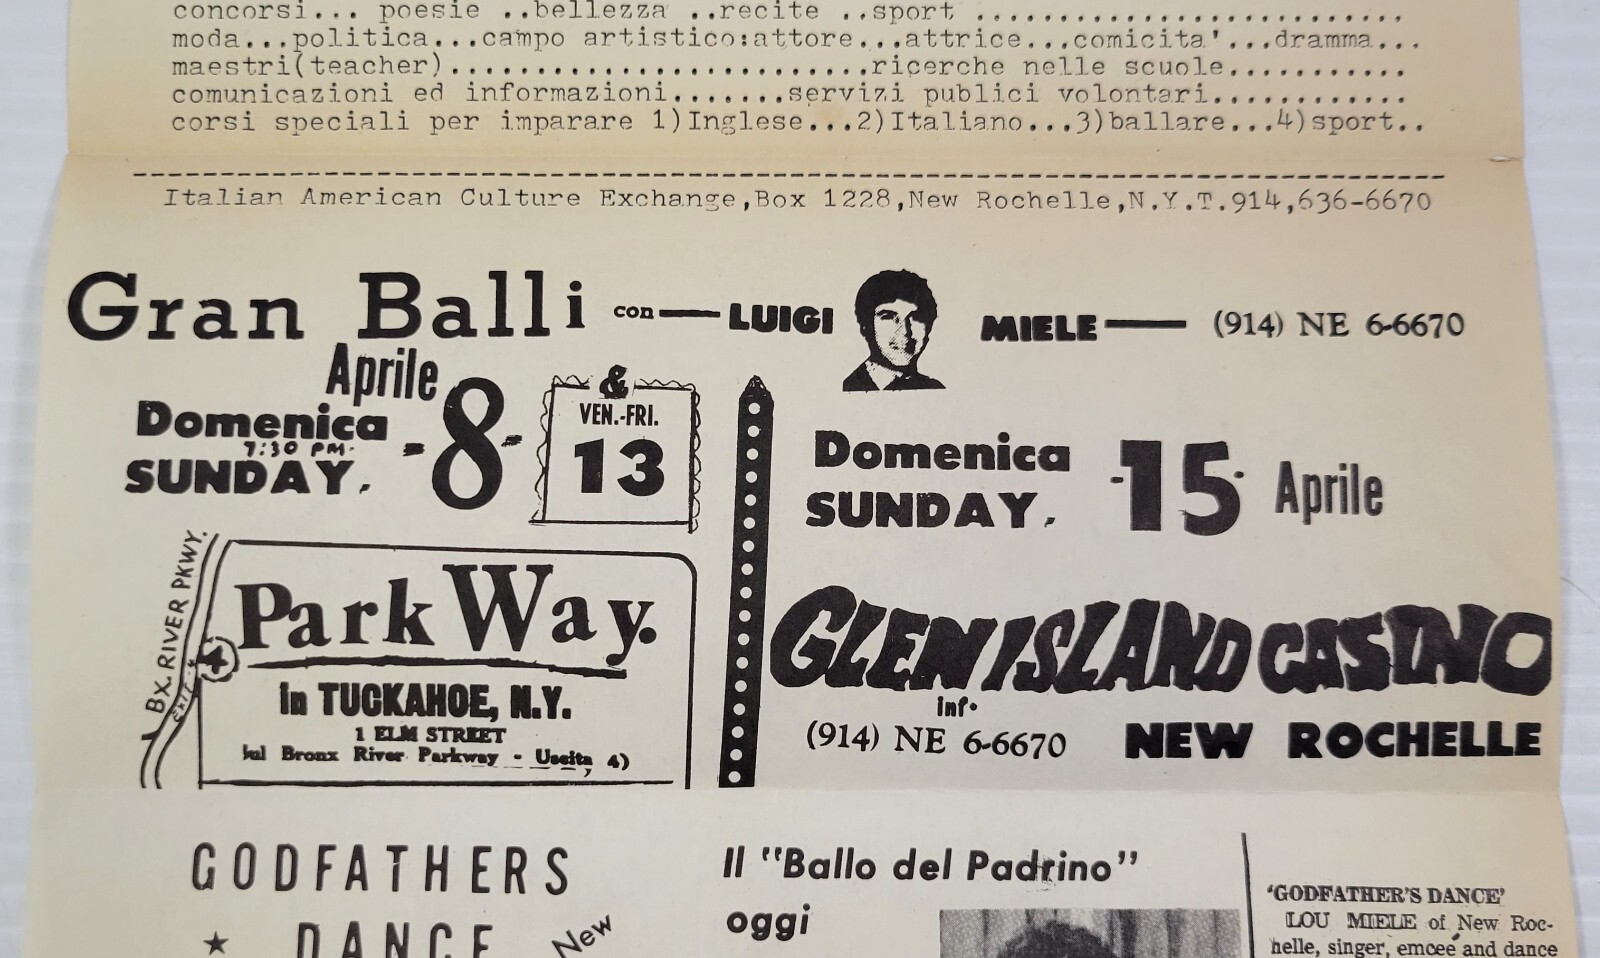 concorsi... poesie ..bellezza ..recite ..sport ..........................
moda...politica...campo artistico:attore...attrice...comicita'...dramma...
maestri(teacher).........................ricerche nelle scuole...........
comunicazioni ed informazioni.......servizi publici volontari............
corsi speciali per imparare 1)Inglese...2)Italiano...3)ballare...4)sport..
Italian American Culture Exchange,Box 1228,New Rochelle,N.Y.T.914,636-6670
Gran Balli con LUIGI MIELE (914) NE 6-6670
Aprile
Domenica
7:30 PM.
SUNDAY.
-8-
&
VEN.-FRI.
13
BX. RIVER PKWY.
EXIT 4
4
ParkWay.
in TUCKAHOE, N.Y.
1 ELM STREET
Bronx River Parkway - Uscita 4)
Domenica
SUNDAY.
-15- Aprile
GLEN ISLAND CASINO
inf.
(914) NE 6-6670 NEW ROCHELLE
GODFATHERS
★ DANCE New
Il "Ballo del Padrino"
oggi
'GODFATHER'S DANCE'
LOU MIELE of New Roc-
helle, singer, emcee and dance